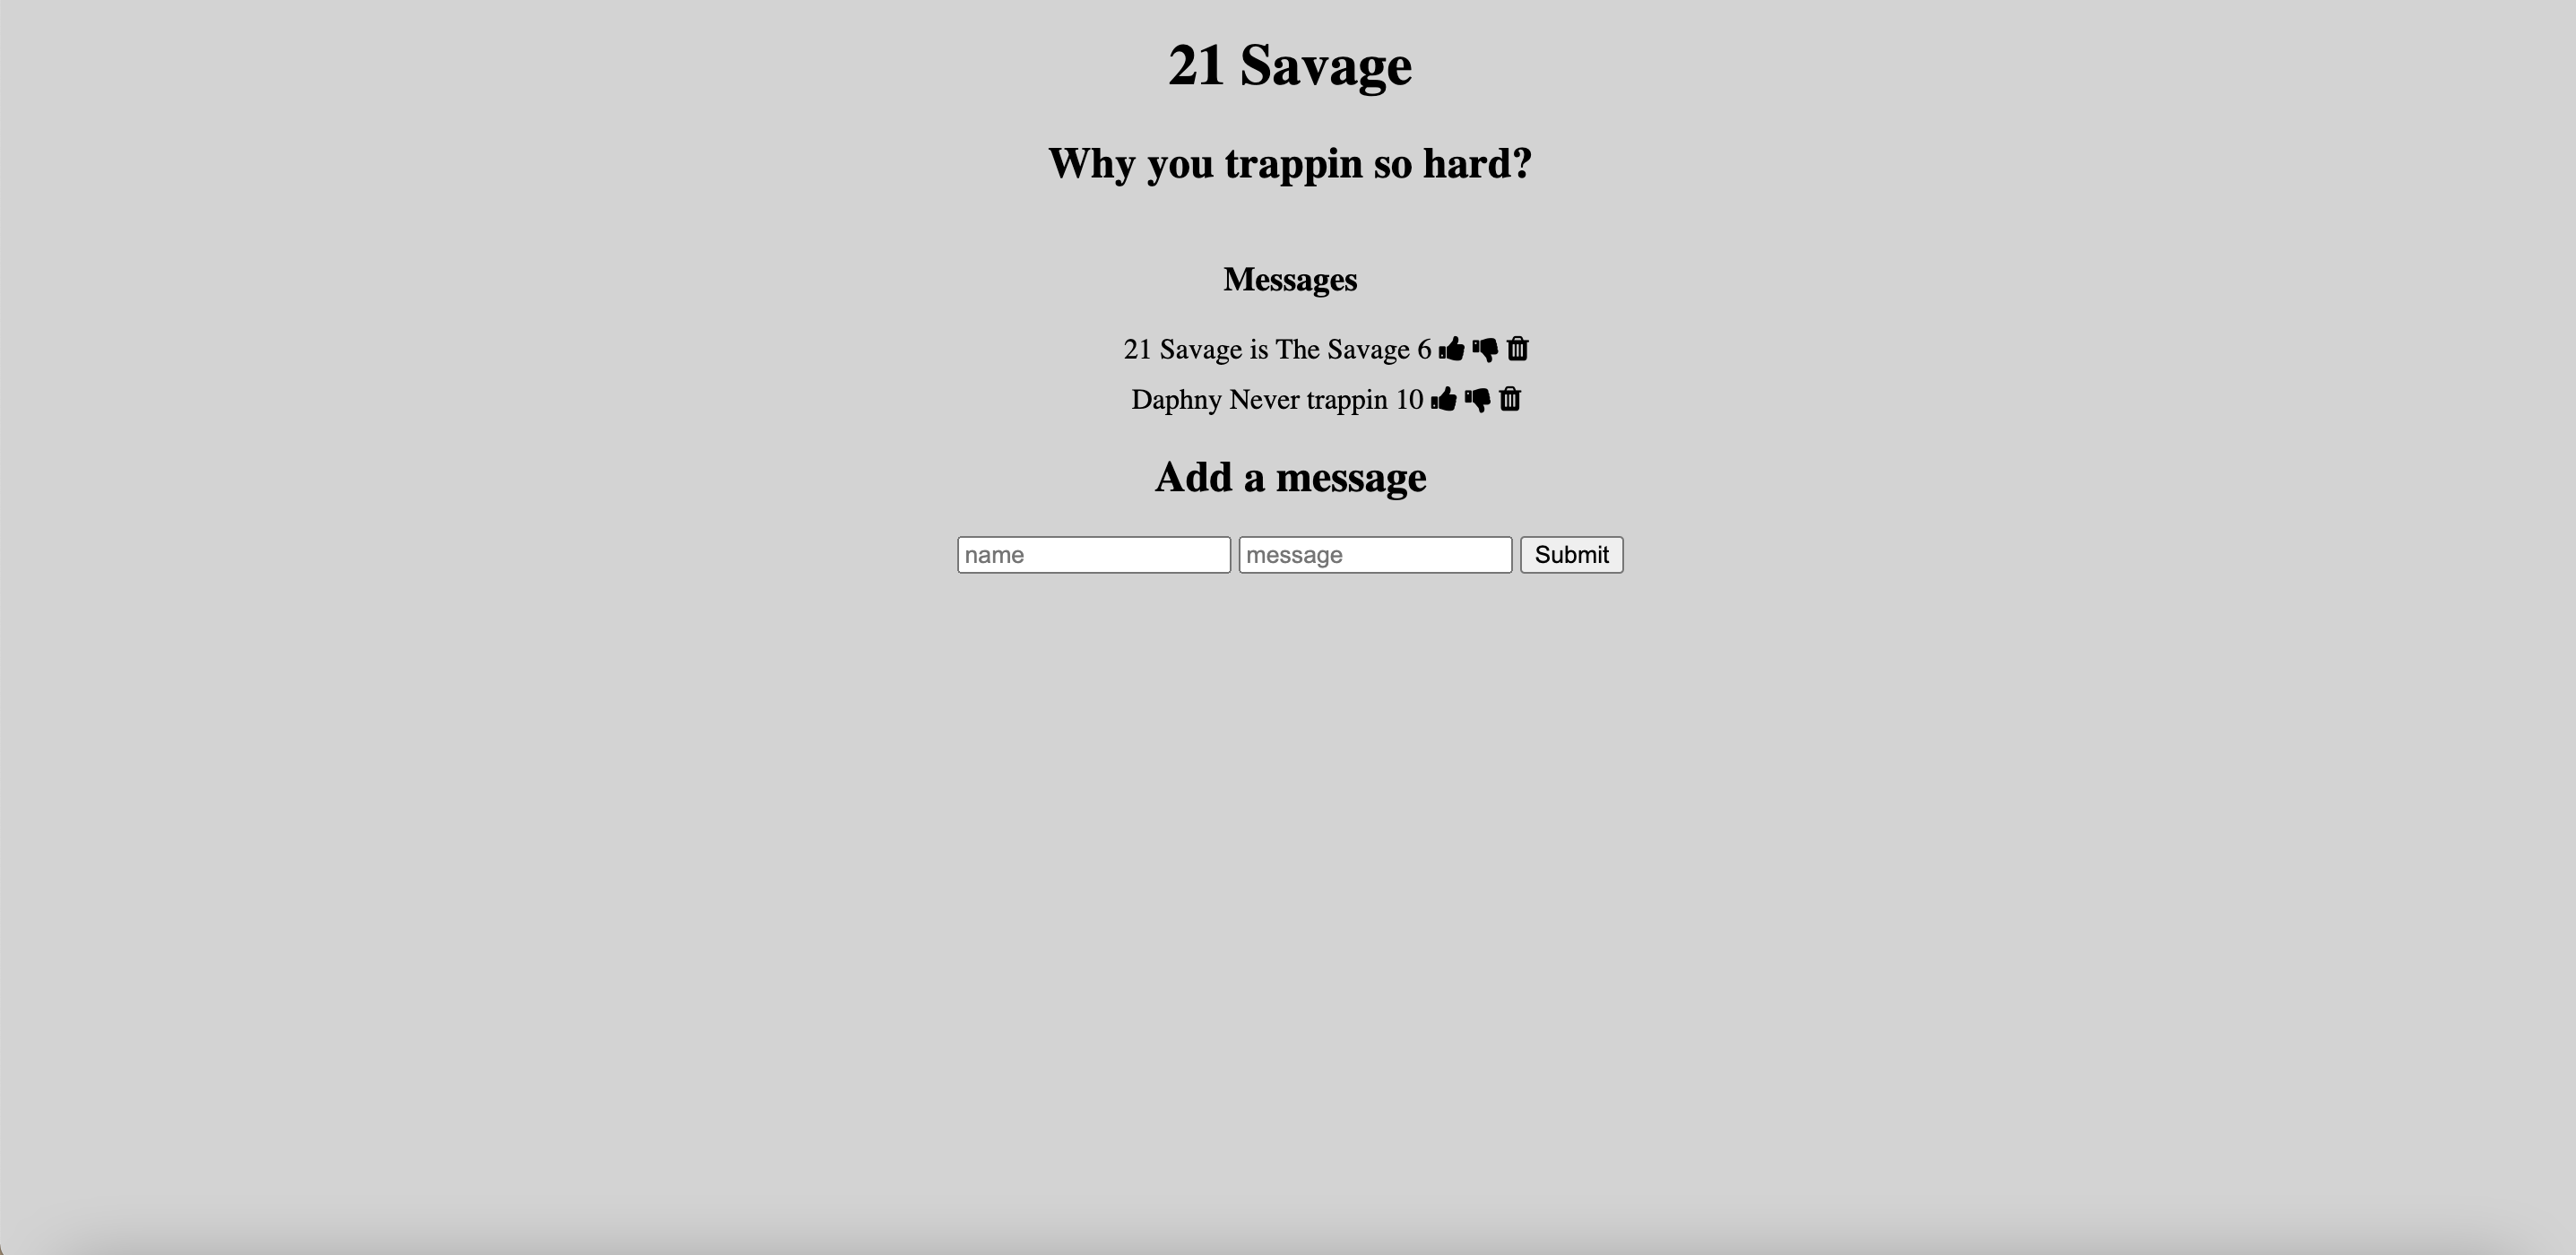 21 Savage
Why you trappin so hard?
Messages
21 Savage is The Savage 6
Daphny Never trappin 10
Add a message
name message Submit